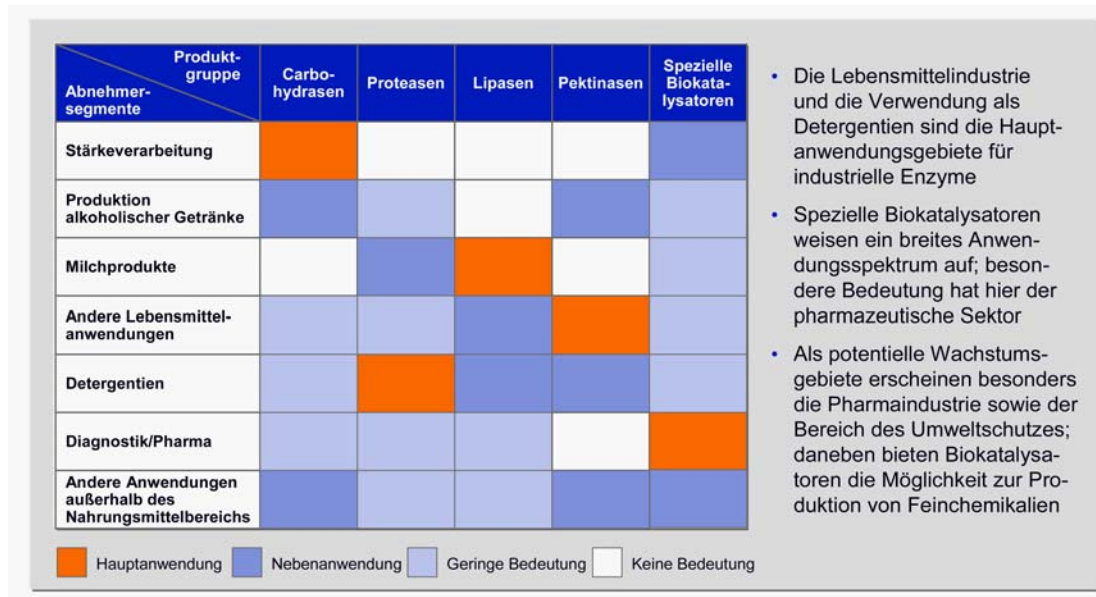 Produkt-
gruppe
Abnehmer-
segmente
Carbo-
hydrasen
Proteasen
Lipasen
Pektinasen
Spezielle
Biokata-
lysatoren
Stärkeverarbeitung
Produktion
alkoholischer Getränke
Milchprodukte
Andere Lebensmittel-
anwendungen
Detergentien
Diagnostik/Pharma
Andere Anwendungen
außerhalb des
Nahrungsmittelbereichs
Hauptanwendung
Nebenanwendung
Geringe Bedeutung
Keine Bedeutung
• Die Lebensmittelindustrie
und die Verwendung als
Detergentien sind die Haupt-
anwendungsgebiete für
industrielle Enzyme
• Spezielle Biokatalysatoren
weisen ein breites Anwen-
dungsspektrum auf; beson-
dere Bedeutung hat hier der
pharmazeutische Sektor
• Als potentielle Wachstums-
gebiete erscheinen besonders
die Pharmaindustrie sowie der
Bereich des Umweltschutzes;
daneben bieten Biokatalysa-
toren die Möglichkeit zur Pro-
duktion von Feinchemikalien